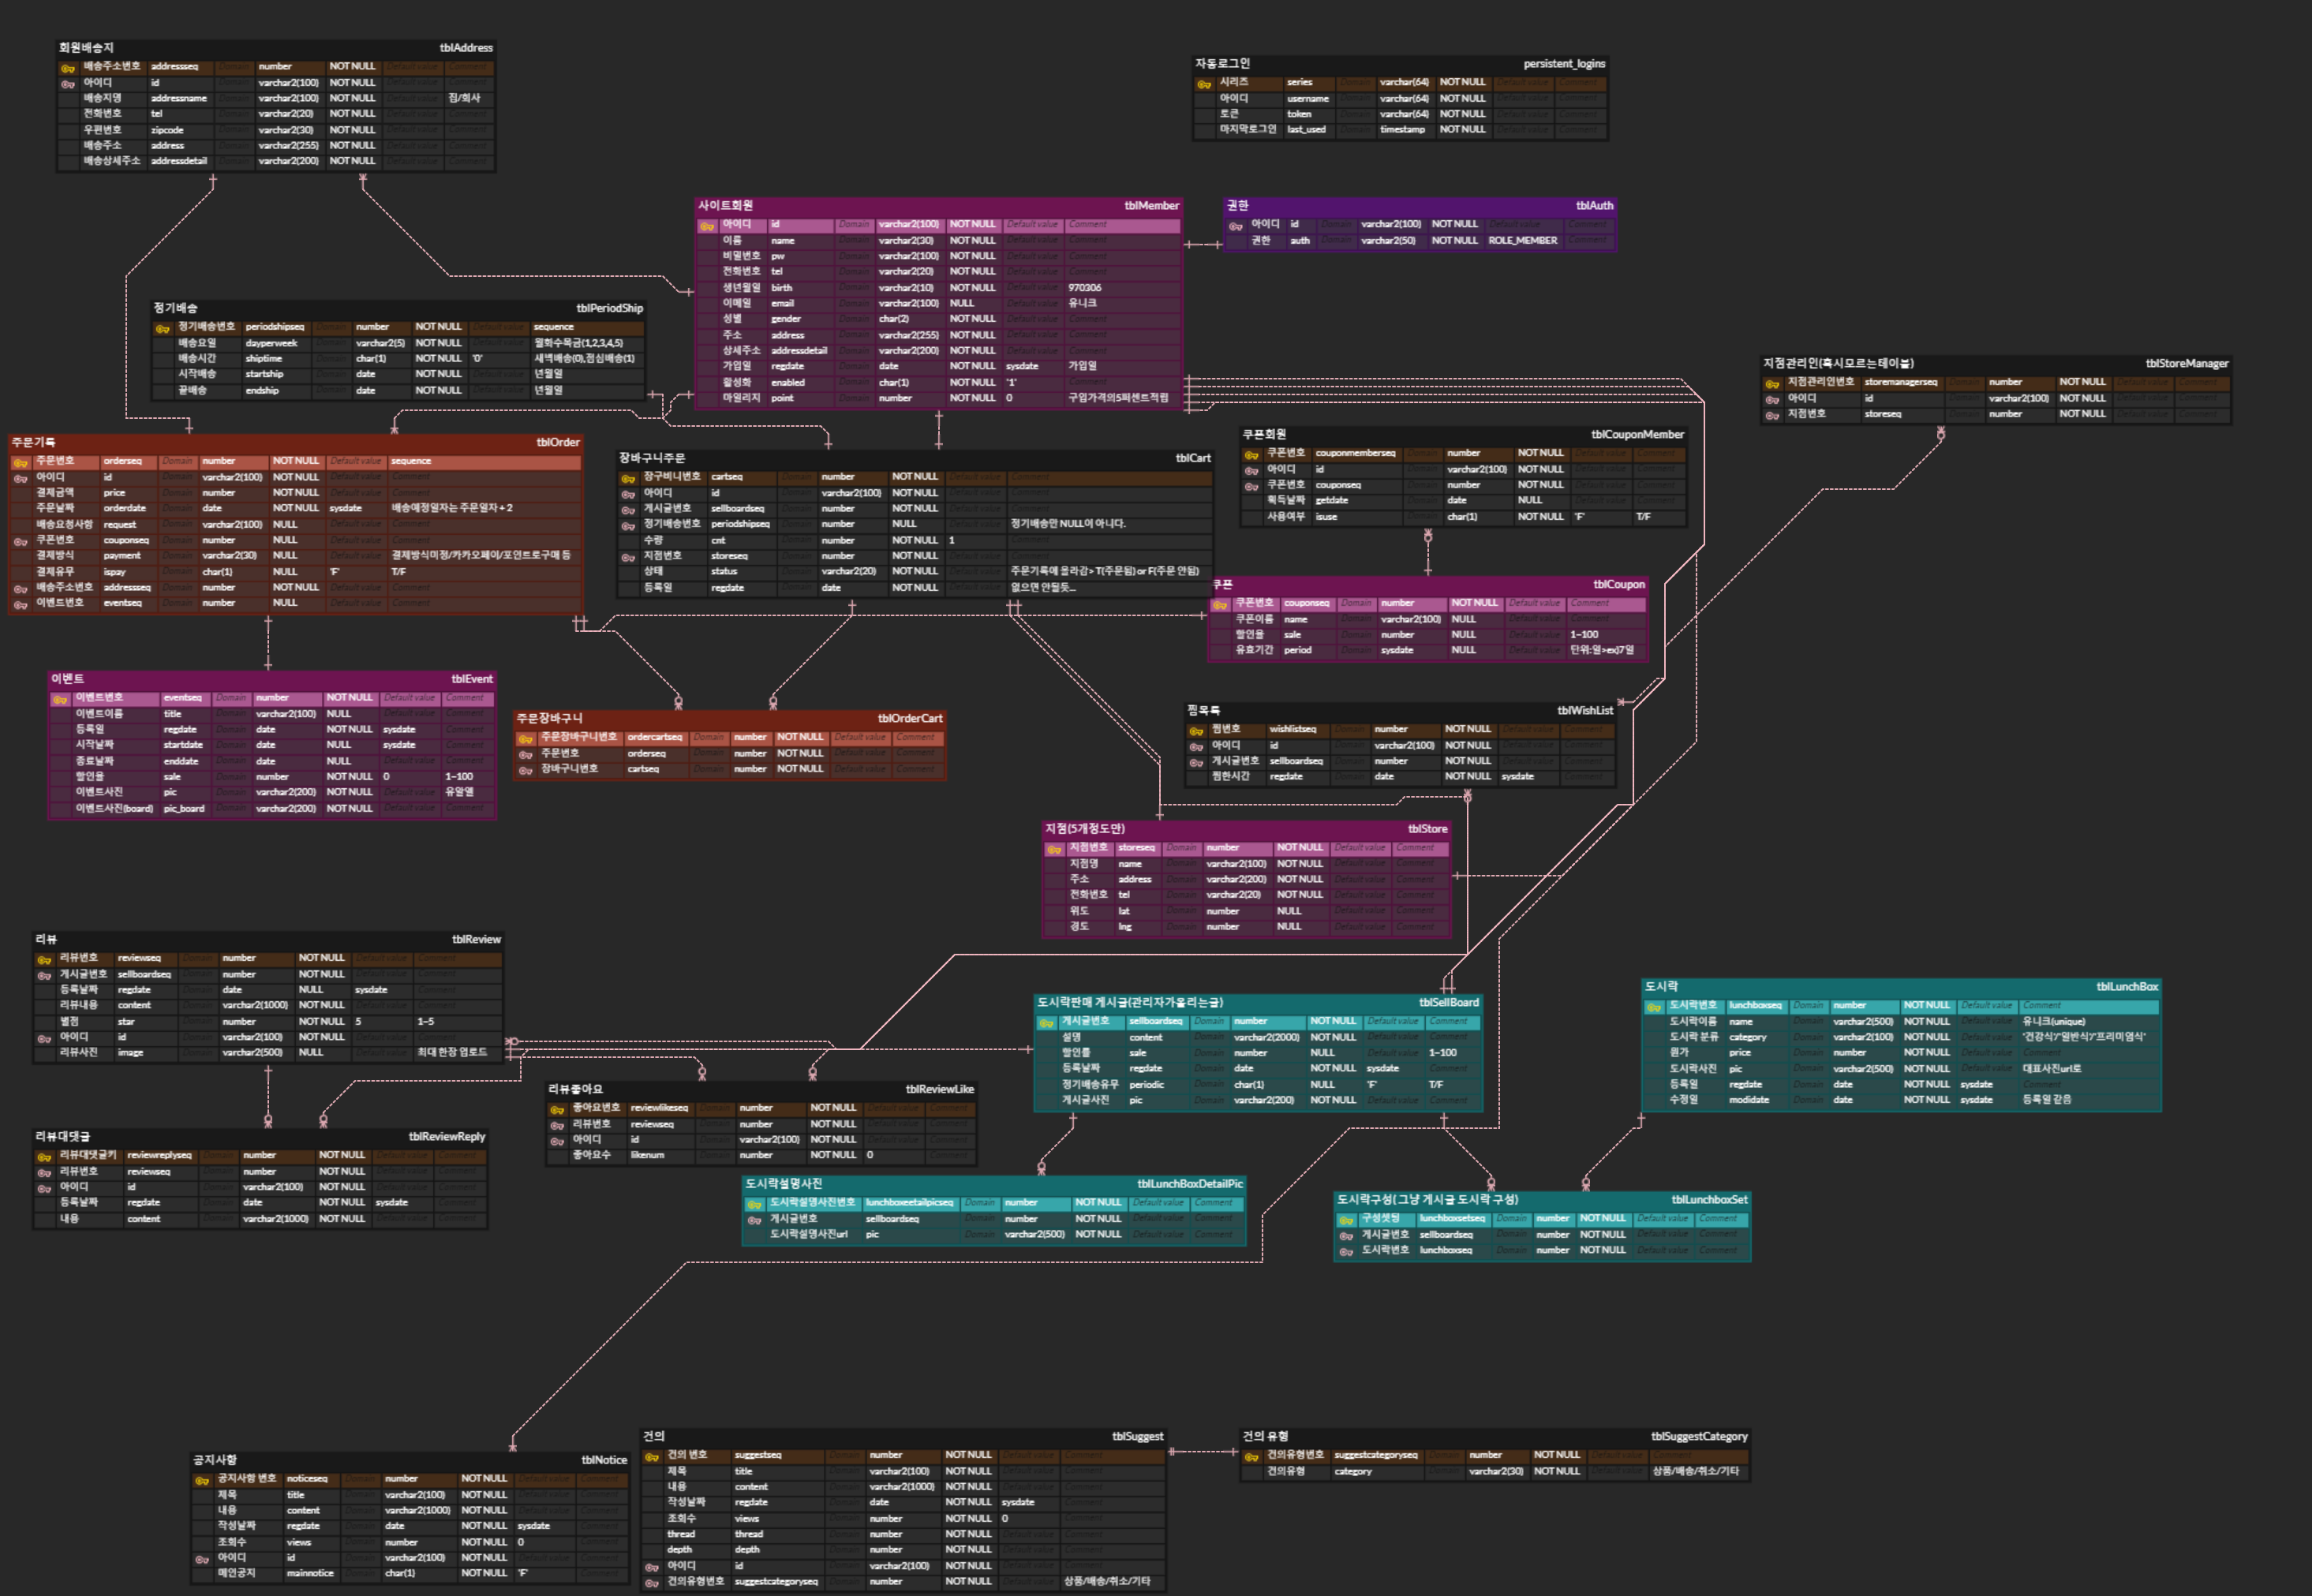 회원배송지 tblAddress
배송주소번호 addressseq Domain number NOT NULL Default value Comment
아이디 id Domain varchar2(100) NOT NULL Default value Comment
배송지명 addressname Domain varchar2(100) NOT NULL Default value 집/회사
전화번호 tel Domain varchar2(20) NOT NULL Default value Comment
우편번호 zipcode Domain varchar2(30) NOT NULL Default value Comment
배송주소 address Domain varchar2(255) NOT NULL Default value Comment
배송상세주소 addressdetail Domain varchar2(200) NOT NULL Default value Comment
자동로그인 persistent_logins
시리즈 series Domain varchar(64) NOT NULL Default value Comment
아이디 username Domain varchar(64) NOT NULL Default value Comment
토큰 token Domain varchar(64) NOT NULL Default value Comment
마지막로그인 last_used Domain timestamp NOT NULL Default value Comment
사이트회원 tblMember
아이디 id Domain varchar2(100) NOT NULL Default value Comment
이름 name Domain varchar2(30) NOT NULL Default value Comment
비밀번호 pw Domain varchar2(100) NOT NULL Default value Comment
전화번호 tel Domain varchar2(20) NOT NULL Default value Comment
생년월일 birth Domain varchar2(10) NOT NULL Default value 970306
이메일 email Domain varchar2(100) NULL Default value 유니크
성별 gender Domain char(2) NOT NULL Default value Comment
주소 address Domain varchar2(255) NOT NULL Default value Comment
상세주소 addressdetail Domain varchar2(200) NOT NULL Default value Comment
가입일 regdate Domain date NOT NULL sysdate 가입일
활성화 enabled Domain char(1) NOT NULL '1' Comment
마일리지 point Domain number NOT NULL 0 구입가격의5퍼센트적립
권한 tblAuth
아이디 id Domain varchar2(100) NOT NULL Default value Comment
권한 auth Domain varchar2(50) NOT NULL ROLE_MEMBER Comment
정기배송 tblPeriodShip
정기배송번호 periodshipseq Domain number NOT NULL Default value sequence
배송요일 dayperweek Domain varchar2(5) NOT NULL Default value 월화수목금(1,2,3,4,5)
배송시간 shiptime Domain char(1) NOT NULL '0' 새벽배송(0),점심배송(1)
시작배송 startship Domain date NOT NULL Default value 년월일
끝배송 endship Domain date NOT NULL Default value 년월일
지점관리인(혹시모르는테이블) tblStoreManager
지점관리인번호 storemanagerseq Domain number NOT NULL Default value Comment
아이디 id Domain varchar2(100) NOT NULL Default value Comment
지점번호 storeseq Domain number NOT NULL Default value Comment
주문기록 tblOrder
주문번호 orderseq Domain number NOT NULL Default value sequence
아이디 id Domain varchar2(100) NOT NULL Default value Comment
결제금액 price Domain number NOT NULL Default value Comment
주문날짜 orderdate Domain date NOT NULL sysdate 배송예정일자는 주문일자 + 2
배송요청사항 request Domain varchar2(100) NULL Default value Comment
쿠폰번호 couponseq Domain number NULL Default value Comment
결제방식 payment Domain varchar2(30) NULL Default value 결제방식미정/카카오페이/포인트로구매 등
결제유무 ispay Domain char(1) NULL 'F' T/F
배송주소번호 addressseq Domain number NOT NULL Default value Comment
이벤트번호 eventseq Domain number NULL Default value Comment
장바구니주문 tblCart
장구비니번호 cartseq Domain number NOT NULL Default value Comment
아이디 id Domain varchar2(100) NOT NULL Default value Comment
게시글번호 sellboardseq Domain number NOT NULL Default value Comment
정기배송번호 periodshipseq Domain number NULL Default value 정기배송만 NULL이 아니다.
수량 cnt Domain number NOT NULL 1 Comment
지점번호 storeseq Domain number NOT NULL Default value Comment
상태 status Domain varchar2(20) NOT NULL Default value 주문기록에 올라감> T(주문됨) or F(주문 안됨)
등록일 regdate Domain date NOT NULL Default value 없으면 안될듯...
쿠폰회원 tblCouponMember
쿠폰번호 couponmemberseq Domain number NOT NULL Default value Comment
아이디 id Domain varchar2(100) NOT NULL Default value Comment
쿠폰번호 couponseq Domain number NOT NULL Default value Comment
획득날짜 getdate Domain date NULL Default value Comment
사용여부 isuse Domain char(1) NOT NULL 'F' T/F
쿠폰 tblCoupon
쿠폰번호 couponseq Domain number NOT NULL Default value Comment
쿠폰이름 name Domain varchar2(100) NULL Default value Comment
할인율 sale Domain number NULL Default value 1~100
유효기간 period Domain sysdate NULL Default value 단위:일>ex)7일
이벤트 tblEvent
이벤트번호 eventseq Domain number NOT NULL Default value Comment
이벤트이름 title Domain varchar2(100) NULL Default value Comment
등록일 regdate Domain date NOT NULL sysdate Comment
시작날짜 startdate Domain date NULL sysdate Comment
종료날짜 enddate Domain date NULL Default value Comment
할인율 sale Domain number NOT NULL 0 1~100
이벤트사진 pic Domain varchar2(200) NOT NULL Default value 유알엘
이벤트사진(board) pic_board Domain varchar2(200) NOT NULL Default value Comment
주문장바구니 tblOrderCart
주문장바구니번호 ordercartseq Domain number NOT NULL Default value Comment
주문번호 orderseq Domain number NOT NULL Default value Comment
장바구니번호 cartseq Domain number NOT NULL Default value Comment
찜목록 tblWishList
찜번호 wishlistseq Domain number NOT NULL Default value Comment
아이디 id Domain varchar2(100) NOT NULL Default value Comment
게시글번호 sellboardseq Domain number NOT NULL Default value Comment
찜한시간 regdate Domain date NOT NULL sysdate Comment
지점(5개정도만) tblStore
지점번호 storeseq Domain number NOT NULL Default value Comment
지점명 name Domain varchar2(100) NOT NULL Default value Comment
주소 address Domain varchar2(200) NOT NULL Default value Comment
전화번호 tel Domain varchar2(20) NOT NULL Default value Comment
위도 lat Domain number NULL Default value Comment
경도 lng Domain number NULL Default value Comment
리뷰 tblReview
리뷰번호 reviewseq Domain number NOT NULL Default value Comment
게시글번호 sellboardseq Domain number NOT NULL Default value Comment
등록날짜 regdate Domain date NULL sysdate Comment
리뷰내용 content Domain varchar2(1000) NOT NULL Default value Comment
별점 star Domain number NOT NULL 5 1~5
아이디 id Domain varchar2(100) NOT NULL Default value Comment
리뷰사진 image Domain varchar2(500) NULL Default value 최대 한장 업로드
도시락판매 게시글(관리자가올리는글) tblSellBoard
게시글번호 sellboardseq Domain number NOT NULL Default value Comment
설명 content Domain varchar2(2000) NOT NULL Default value Comment
할인률 sale Domain number NULL Default value 1~100
등록날짜 regdate Domain date NOT NULL sysdate Comment
정기배송유무 periodic Domain char(1) NULL 'F' T/F
게시글사진 pic Domain varchar2(200) NOT NULL Default value Comment
도시락 tblLunchBox
도시락번호 lunchboxseq Domain number NOT NULL Default value Comment
도시락이름 name Domain varchar2(500) NOT NULL Default value 유니크(unique)
도시락 분류 category Domain varchar2(100) NOT NULL Default value '건강식'/'일반식'/'프리미엄식'
원가 price Domain number NOT NULL Default value Comment
도시락사진 pic Domain varchar2(500) NOT NULL Default value 대표사진url로
등록일 regdate Domain date NOT NULL sysdate Comment
수정일 modidate Domain date NOT NULL sysdate 등록일 같음
리뷰좋아요 tblReviewLike
좋아요번호 reviewlikeseq Domain number NOT NULL Default value Comment
리뷰번호 reviewseq Domain number NOT NULL Default value Comment
아이디 id Domain varchar2(100) NOT NULL Default value Comment
좋아요수 likenum Domain number NOT NULL 0 Comment
리뷰대댓글 tblReviewReply
리뷰대댓글키 reviewreplyseq Domain number NOT NULL Default value Comment
리뷰번호 reviewseq Domain number NOT NULL Default value Comment
아이디 id Domain varchar2(100) NOT NULL Default value Comment
등록날짜 regdate Domain date NOT NULL sysdate Comment
내용 content Domain varchar2(1000) NOT NULL Default value Comment
도시락설명사진 tblLunchBoxDetailPic
도시락설명사진번호 lunchboxeetailpicseq Domain number NOT NULL Default value Comment
게시글번호 sellboardseq Domain number NOT NULL Default value Comment
도시락설명사진url pic Domain varchar2(500) NOT NULL Default value Comment
도시락구성(그냥 게시글 도시락 구성) tblLunchboxSet
구성셋팅 lunchboxsetseq Domain number NOT NULL Default value Comment
게시글번호 sellboardseq Domain number NOT NULL Default value Comment
도시락번호 lunchboxseq Domain number NOT NULL Default value Comment
공지사항 tblNotice
공지사항 번호 noticeseq Domain number NOT NULL Default value Comment
제목 title Domain varchar2(100) NOT NULL Default value Comment
내용 content Domain varchar2(1000) NOT NULL Default value Comment
작성날짜 regdate Domain date NOT NULL sysdate Comment
조회수 views Domain number NOT NULL 0 Comment
아이디 id Domain varchar2(100) NOT NULL Default value Comment
메인공지 mainnotice Domain char(1) NOT NULL 'F' Comment
건의 tblSuggest
건의 번호 suggestseq Domain number NOT NULL Default value Comment
제목 title Domain varchar2(100) NOT NULL Default value Comment
내용 content Domain varchar2(1000) NOT NULL Default value Comment
작성날짜 regdate Domain date NOT NULL sysdate Comment
조회수 views Domain number NOT NULL 0 Comment
thread thread Domain number NOT NULL Default value Comment
depth depth Domain number NOT NULL Default value Comment
아이디 id Domain varchar2(100) NOT NULL Default value Comment
건의유형번호 suggestcategoryseq Domain number NOT NULL Default value 상품/배송/취소/기타
건의 유형 tblSuggestCategory
건의유형번호 suggestcategoryseq Domain number NOT NULL Default value Comment
건의유형 category Domain varchar2(30) NOT NULL Default value 상품/배송/취소/기타